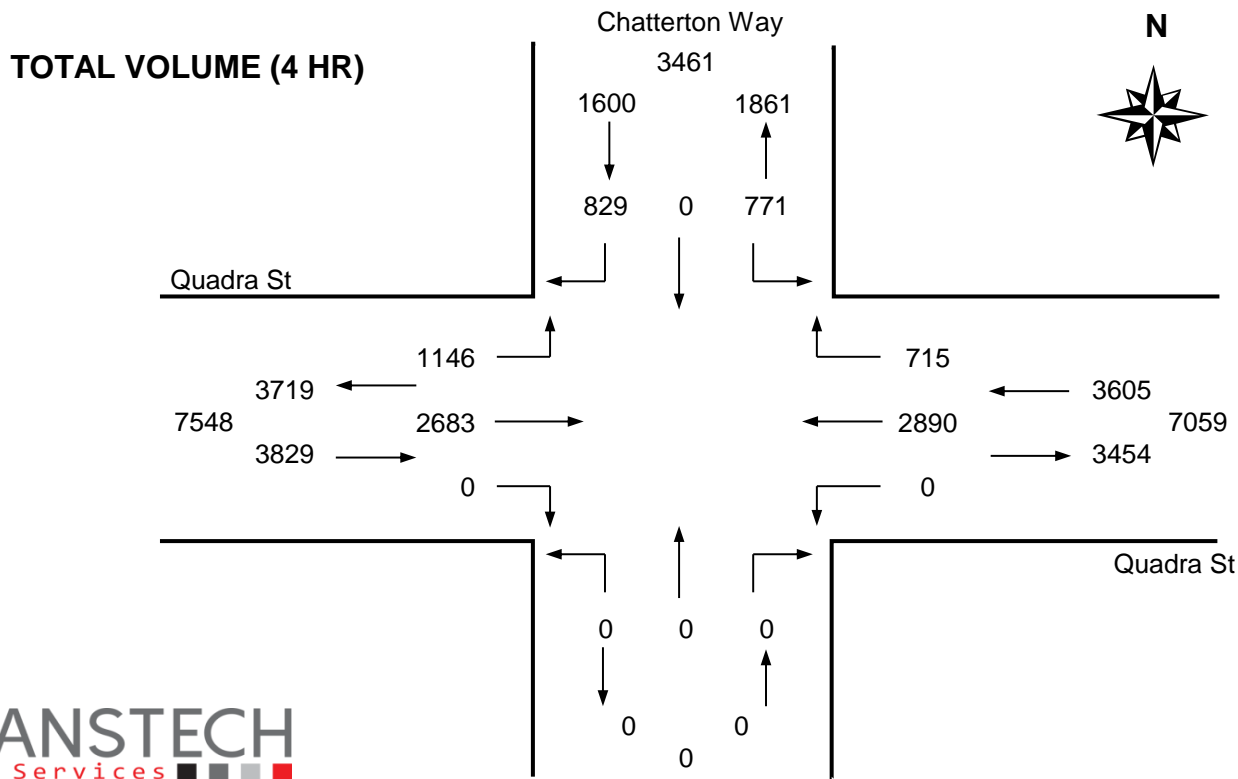 Chatterton Way
N
TOTAL VOLUME (4 HR)
3461
1600 1861
829 0 771
Quadra St
1146 715
3719 3605
7548 2683 2890 7059
3829 3454
0 0
Quadra St
0 0 0
0 0
0
ANSTECH
Services